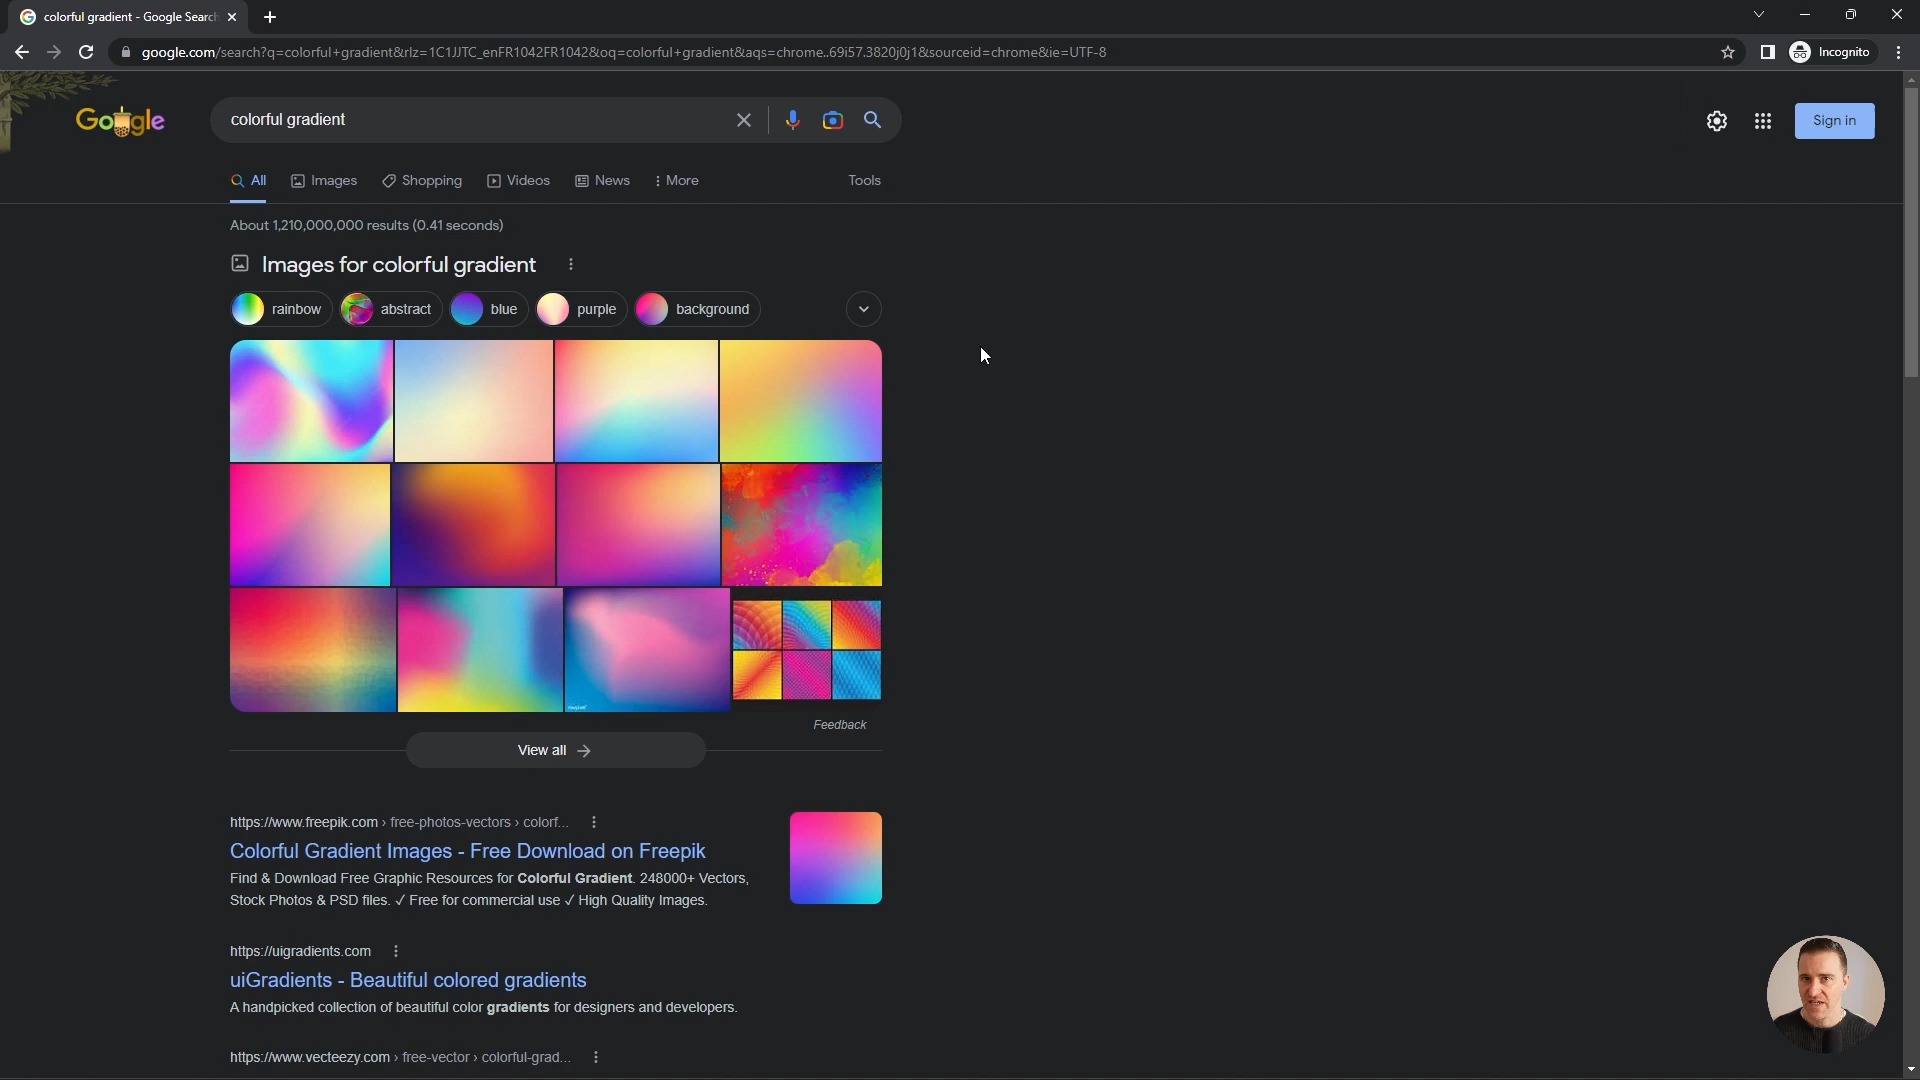 colorful gradient - Google Search
google.com/search?q=colorful+gradient&rlz=1C1JJTC_enFR1042FR1042&oq=colorful+gradient&aqs=chrome..69i57.3820j0j1&sourceid=chrome&ie=UTF-8
Incognito
Google
colorful gradient
Sign in
All
Images
Shopping
Videos
News
More
Tools
About 1,210,000,000 results (0.41 seconds)
Images for colorful gradient
rainbow
abstract
blue
purple
background
Feedback
View all
https://www.freepik.com › free-photos-vectors › colorf...
Colorful Gradient Images - Free Download on Freepik
Find & Download Free Graphic Resources for Colorful Gradient. 248000+ Vectors,
Stock Photos & PSD files. ✓ Free for commercial use ✓ High Quality Images.
https://uigradients.com
uiGradients - Beautiful colored gradients
A handpicked collection of beautiful color gradients for designers and developers.
https://www.vecteezy.com › free-vector › colorful-grad...